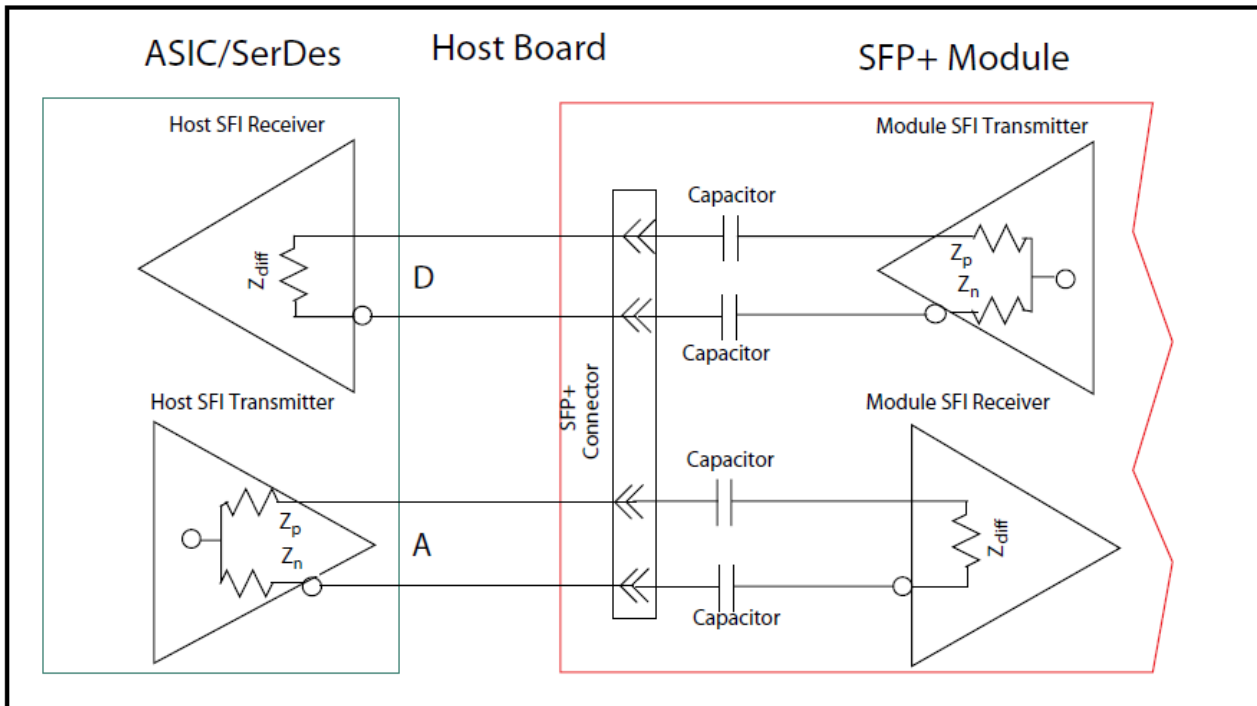 ASIC/SerDes
Host Board
SFP+ Module
Host SFI Receiver
Module SFI Transmitter
Capacitor
Zdiff
D
Zp
Zn
Capacitor
SFP+
Connector
Host SFI Transmitter
Module SFI Receiver
Capacitor
Zp
Zn
A
Zdiff
Capacitor